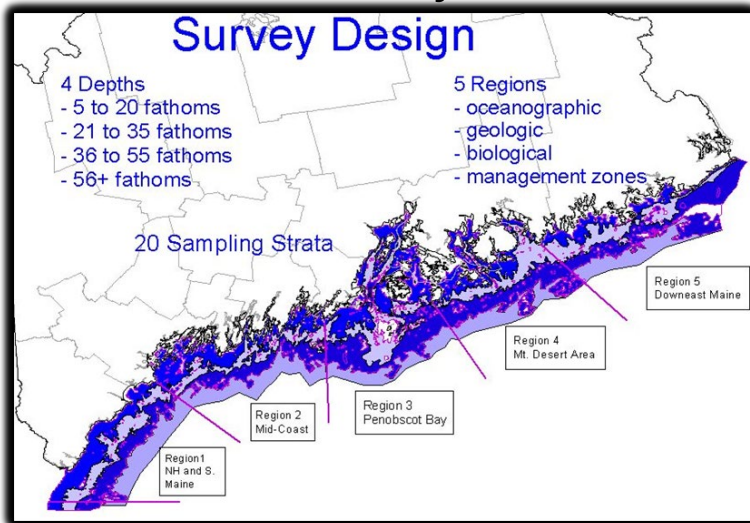 Survey Design
4 Depths
- 5 to 20 fathoms
- 21 to 35 fathoms
- 36 to 55 fathoms
- 56+ fathoms
5 Regions
- oceanographic
- geologic
- biological
- management zones
20 Sampling Strata
Region 5
Downeast Maine
Region 4
Mt. Desert Area
Region 3
Penobscot Bay
Region 2
Mid-Coast
Region1
NH and S.
Maine